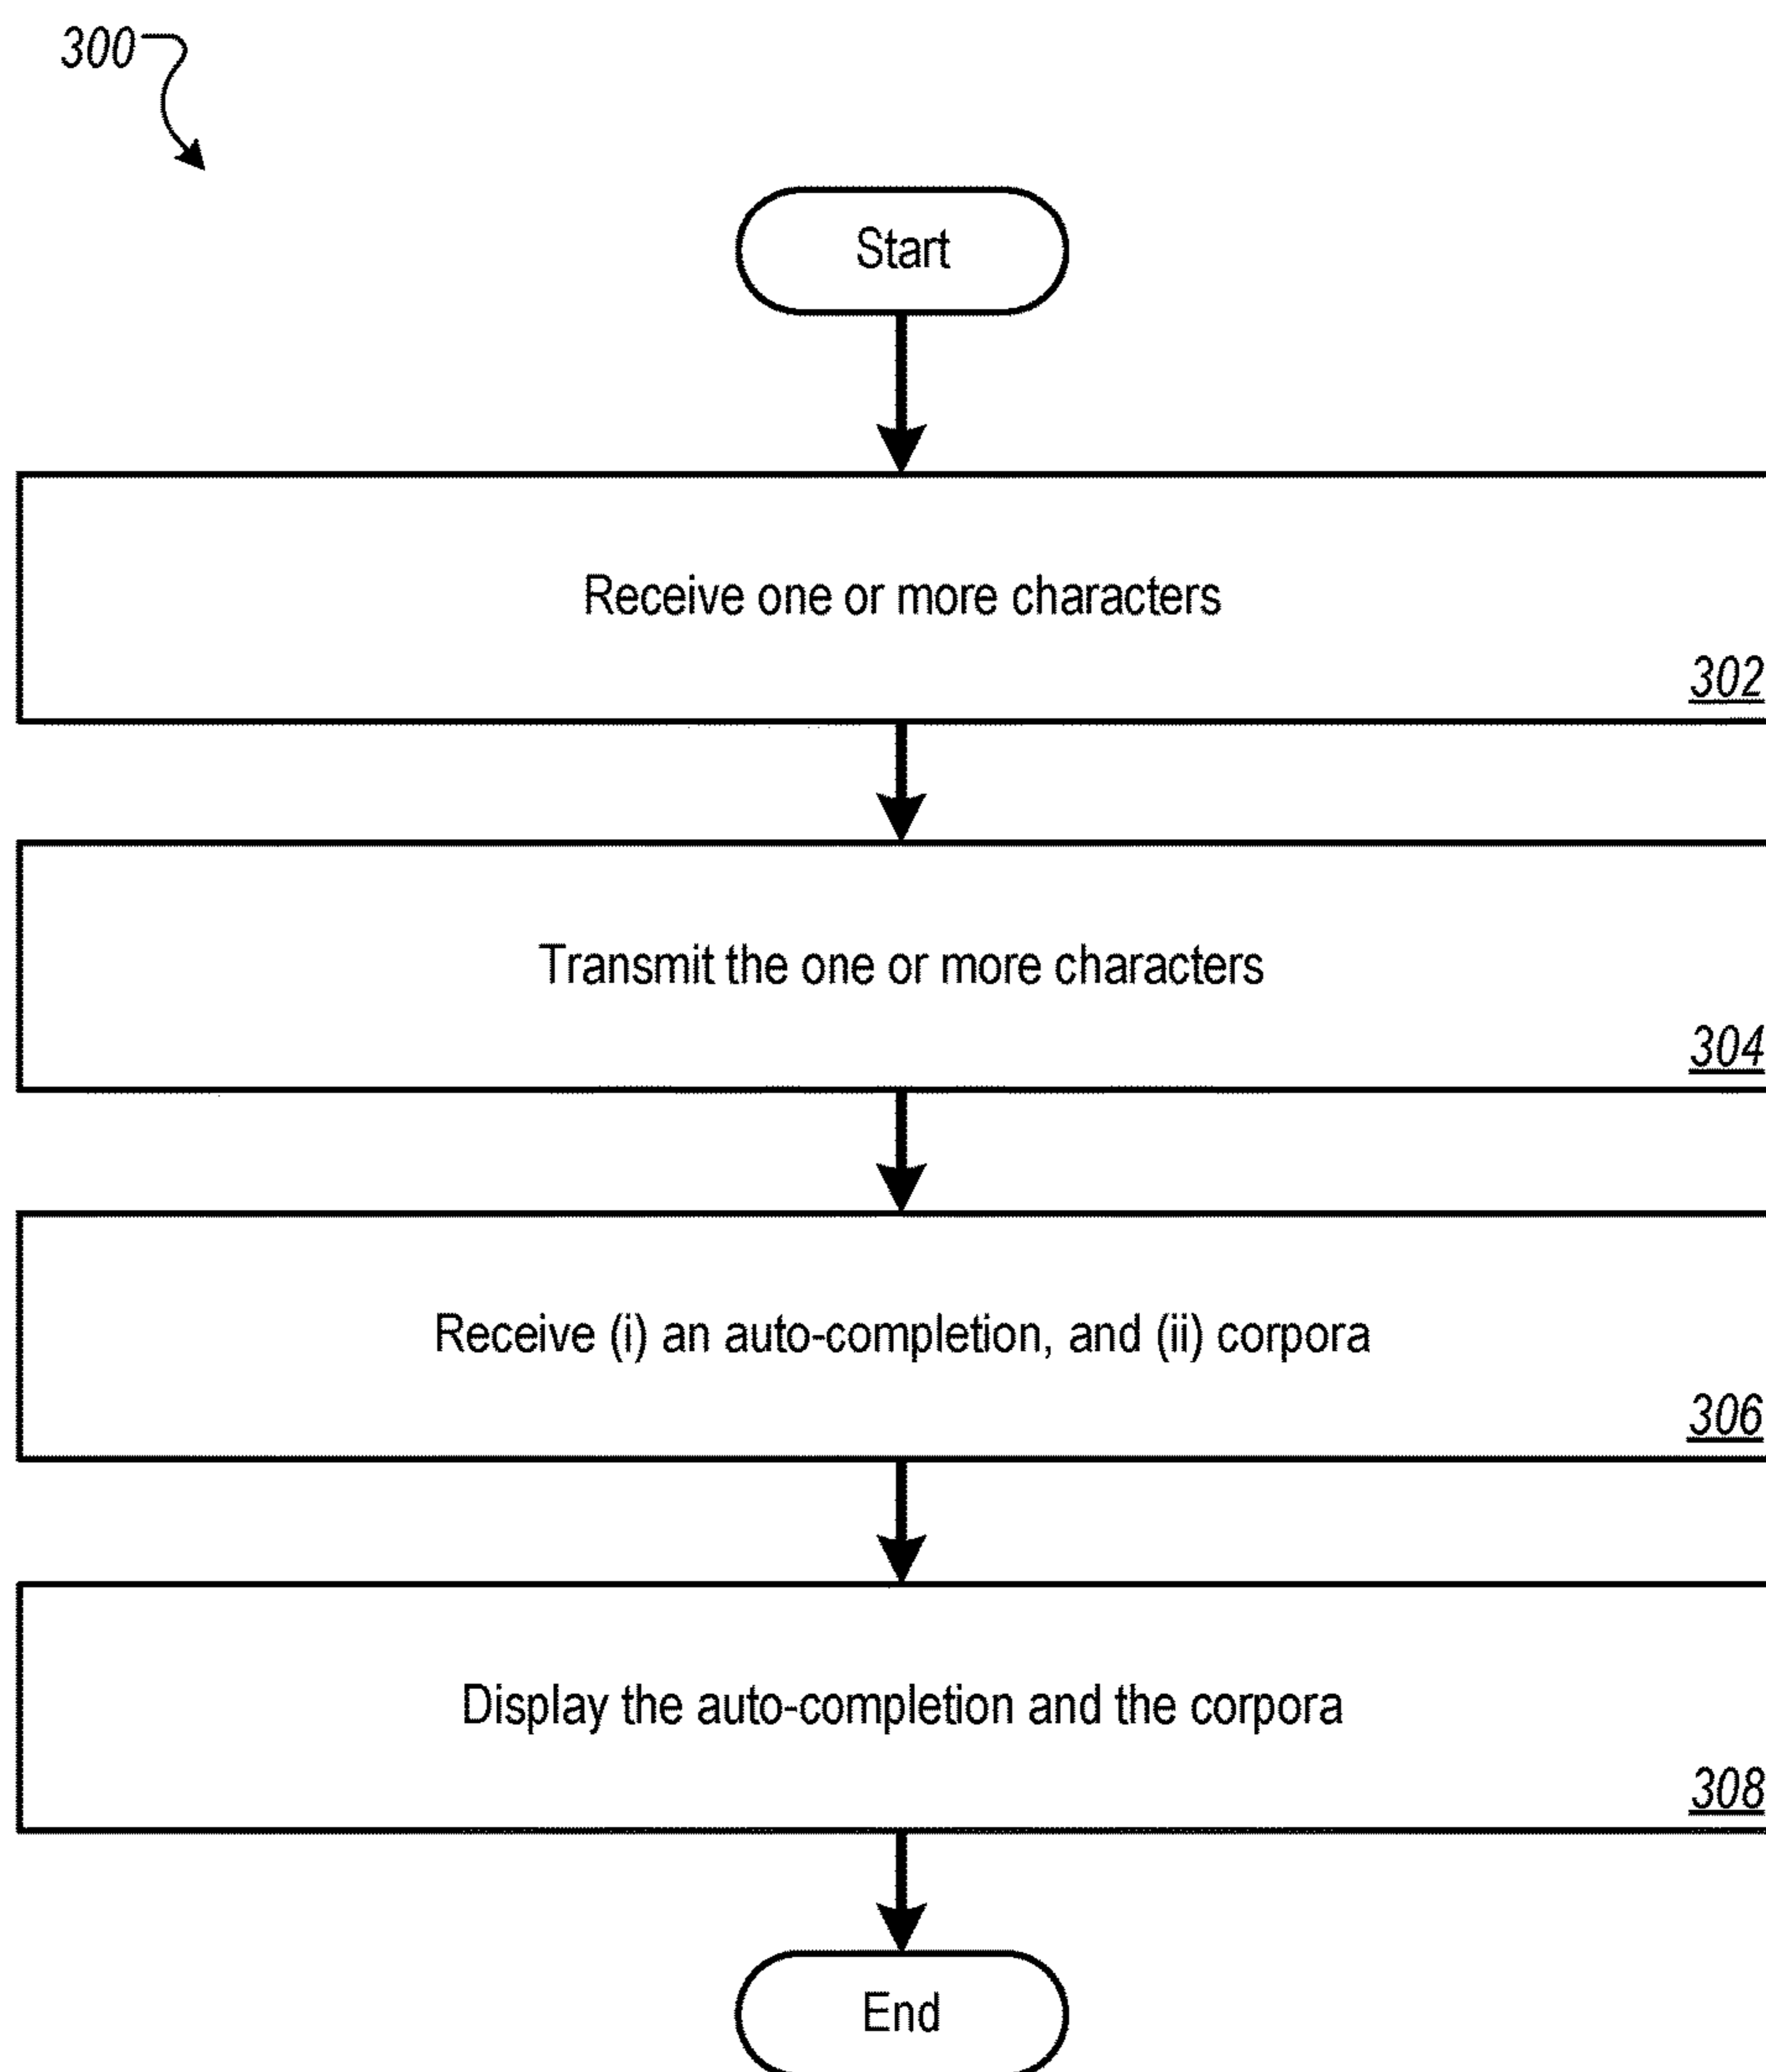 300
Start
Receive one or more characters
302
Transmit the one or more characters
304
Receive (i) an auto-completion, and (ii) corpora
306
Display the auto-completion and the corpora
308
End